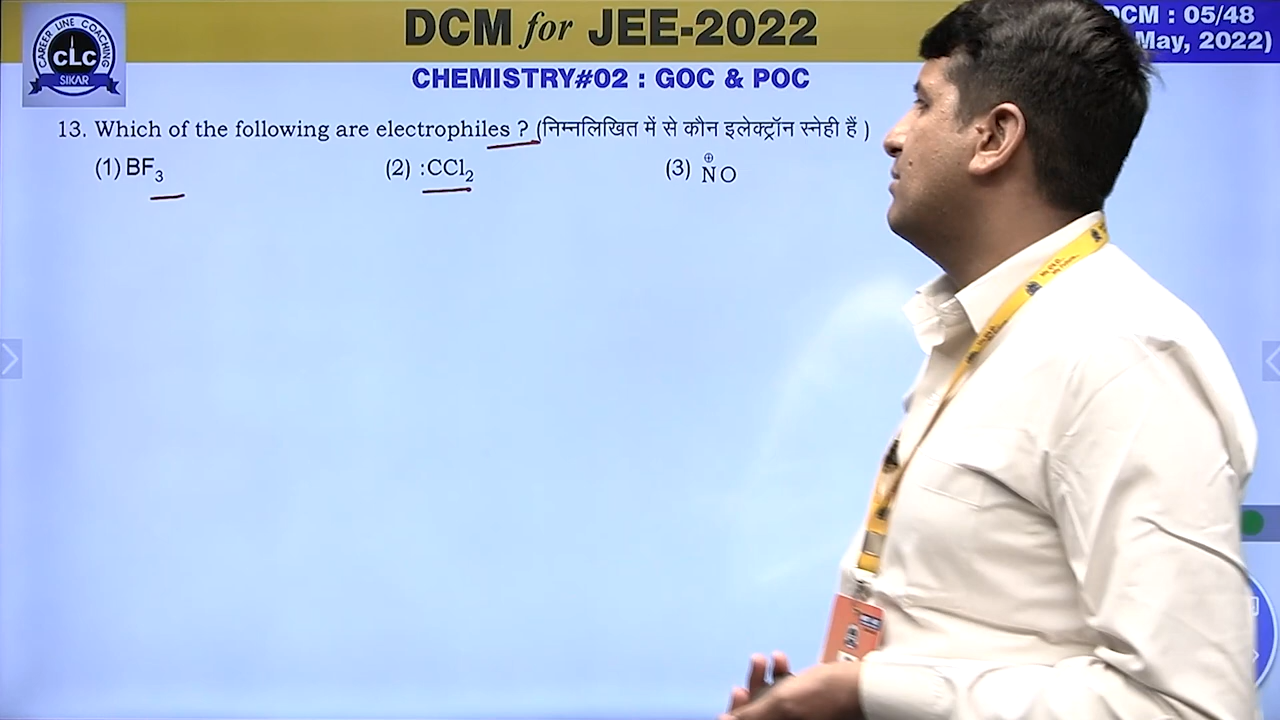 CAREER LINE COACHING
CLC
SIKAR
DCM for JEE-2022
DCM : 05/48
May, 2022)
CHEMISTRY#02 : GOC & POC
13. Which of the following are electrophiles ? (निम्नलिखित में से कौन इलेक्ट्रॉन स्नेही हैं )
(1) BF₃ (2) :CCl₂ (3) N⊕O